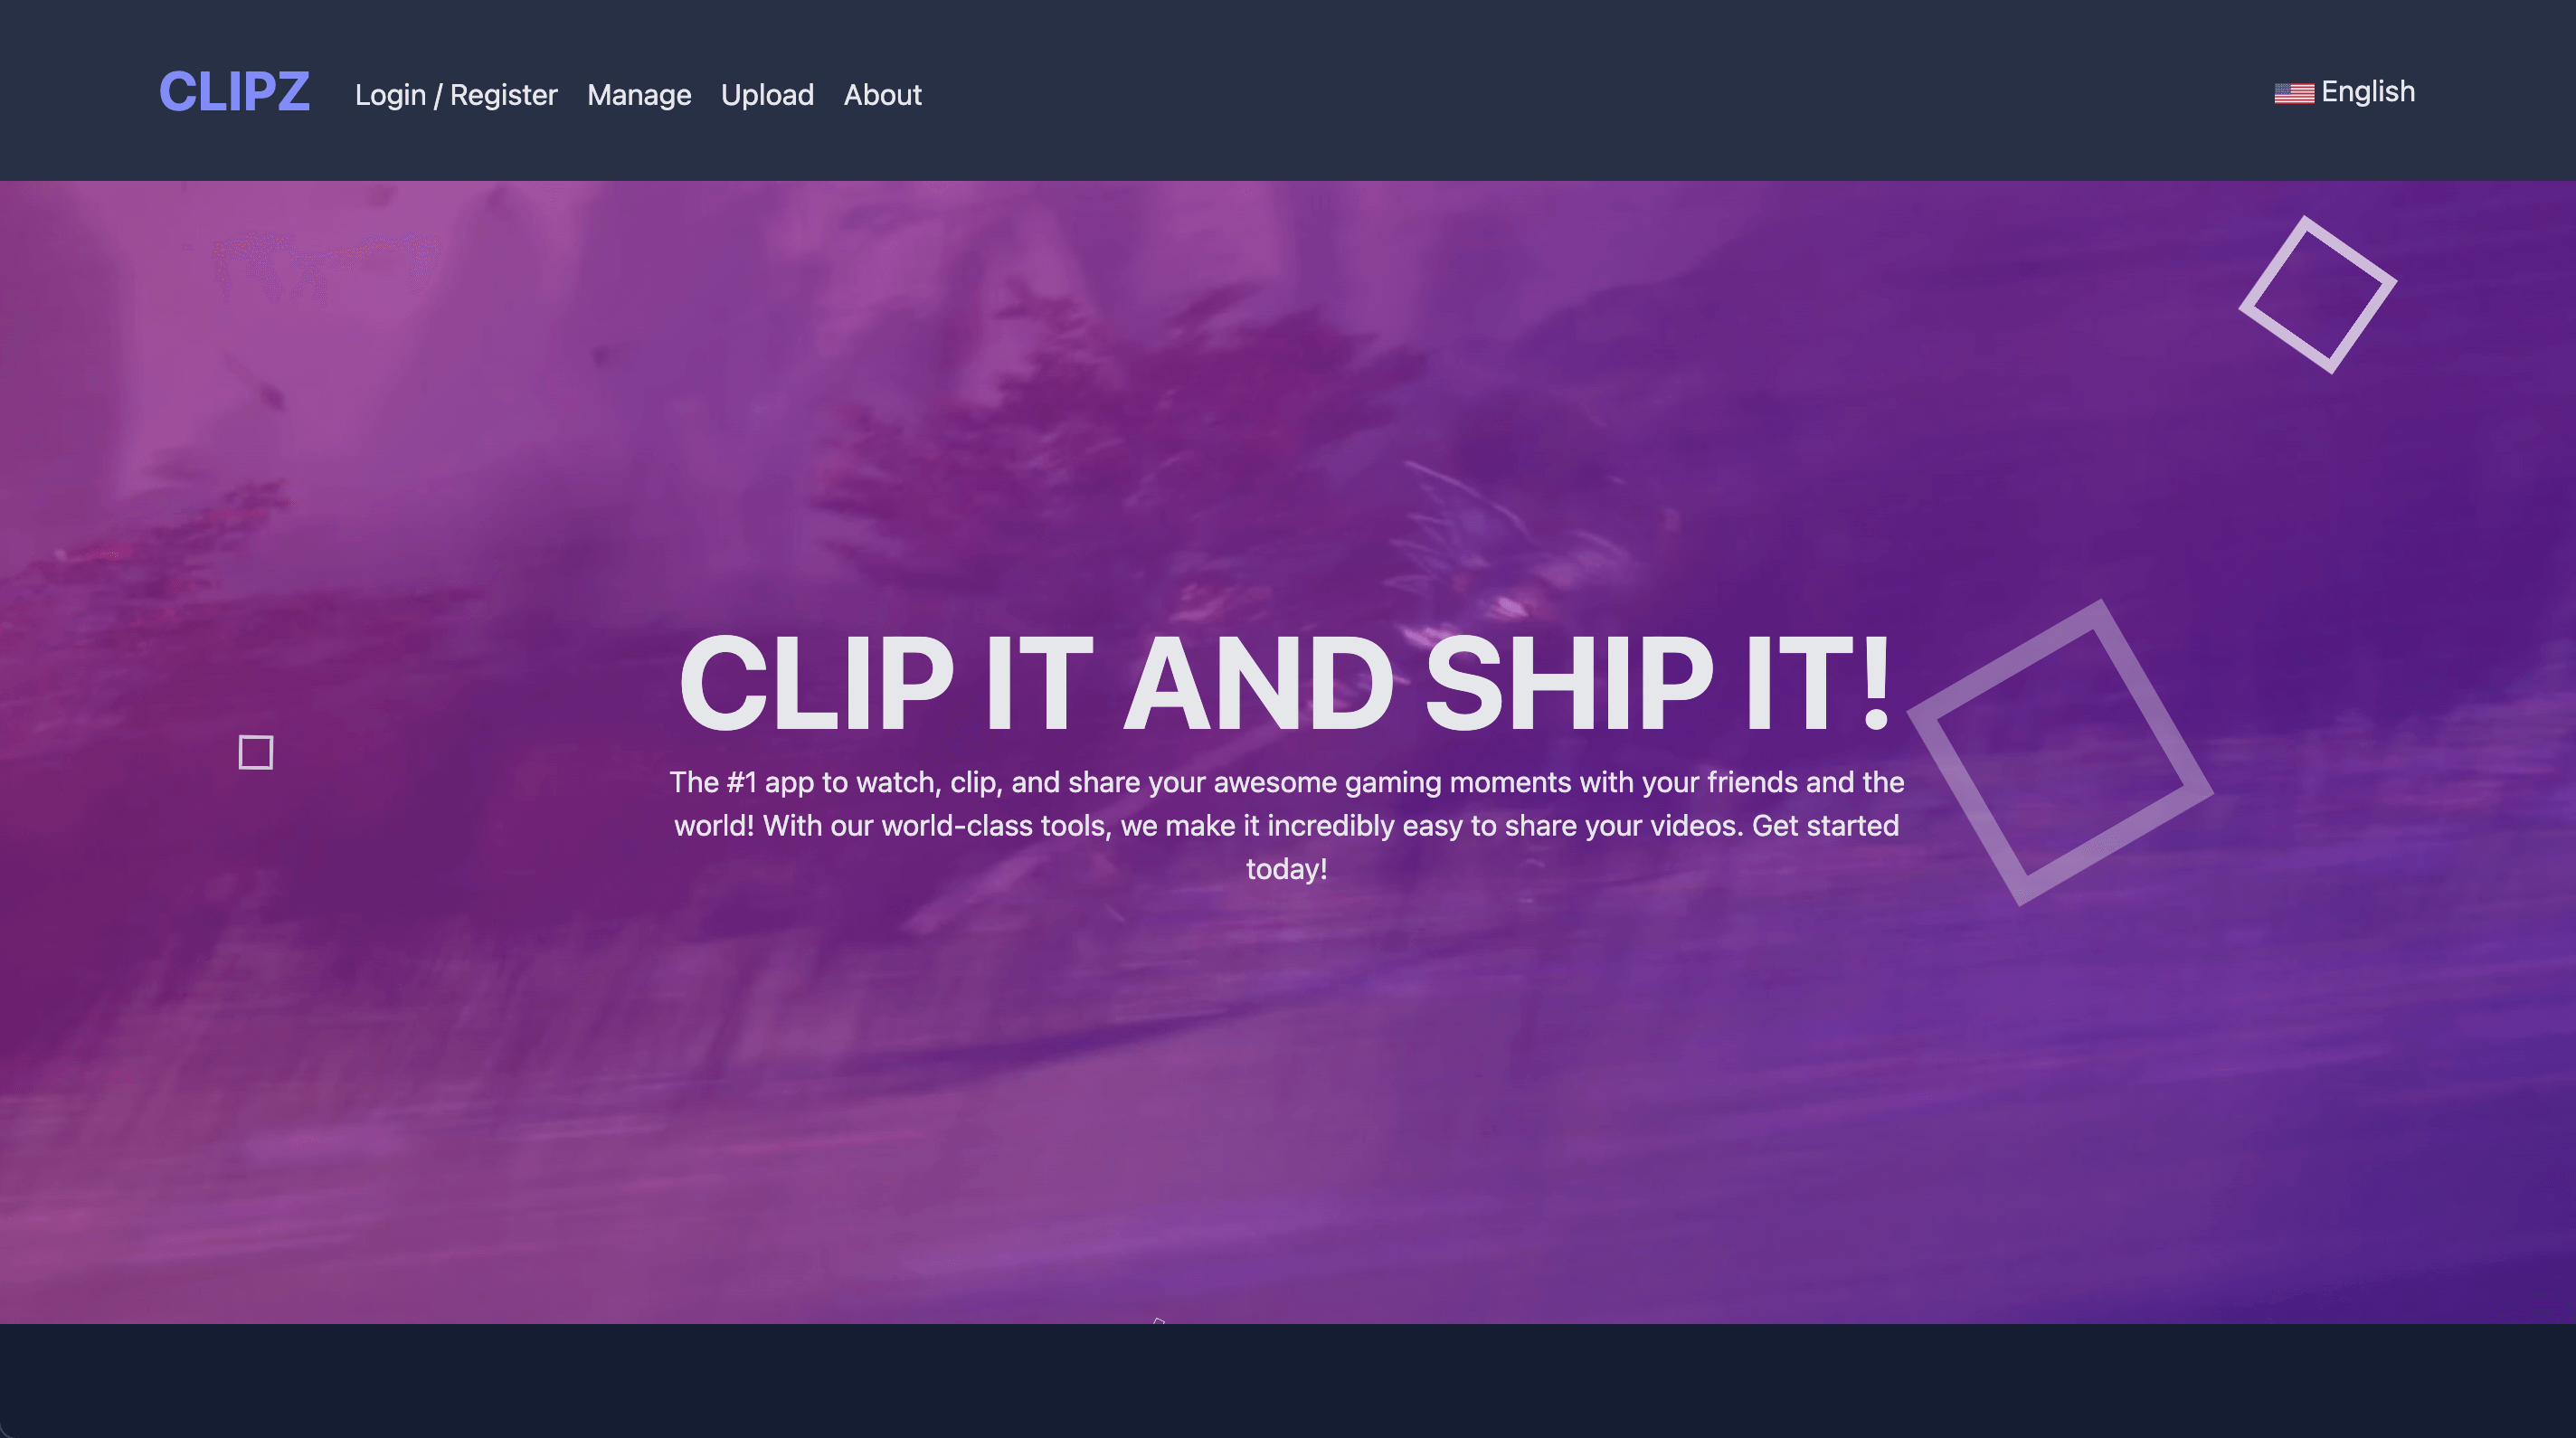 CLIPZ Login / Register Manage Upload About English
CLIP IT AND SHIP IT!
The #1 app to watch, clip, and share your awesome gaming moments with your friends and the
world! With our world-class tools, we make it incredibly easy to share your videos. Get started
today!